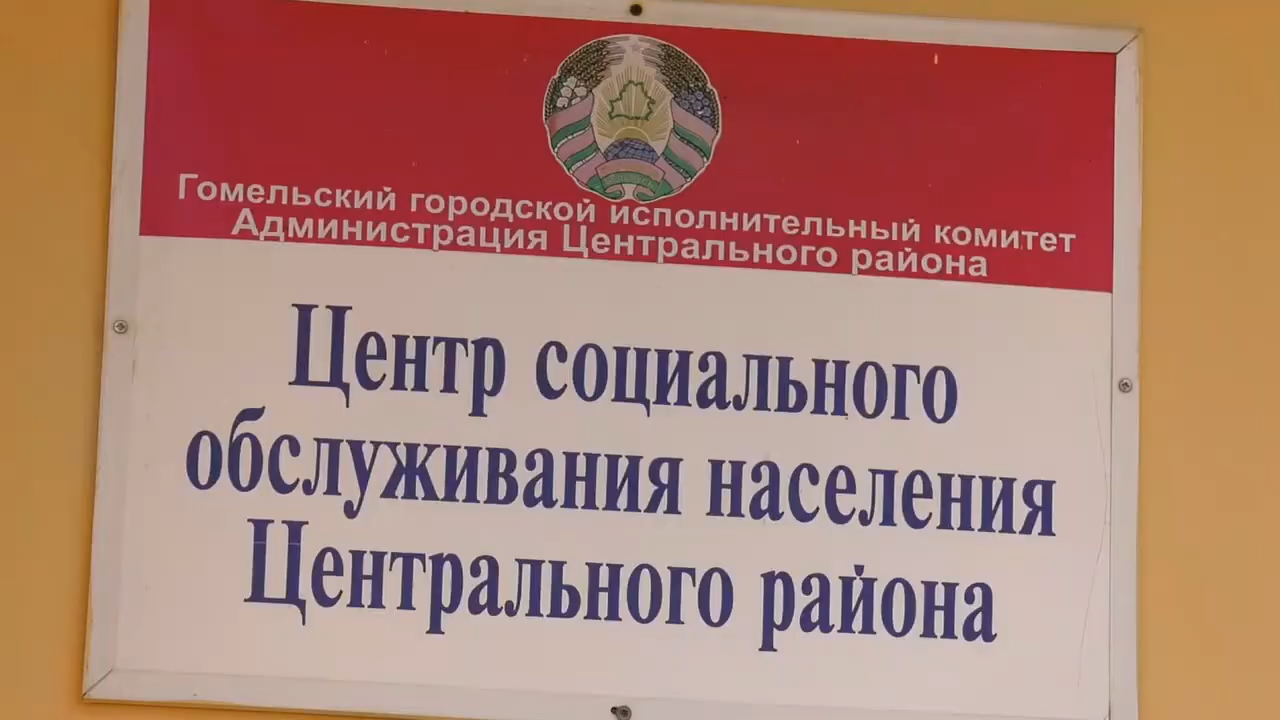 Гомельский городской исполнительный комитет
Администрация Центрального района
Центр социального
обслуживания населения
Центрального района